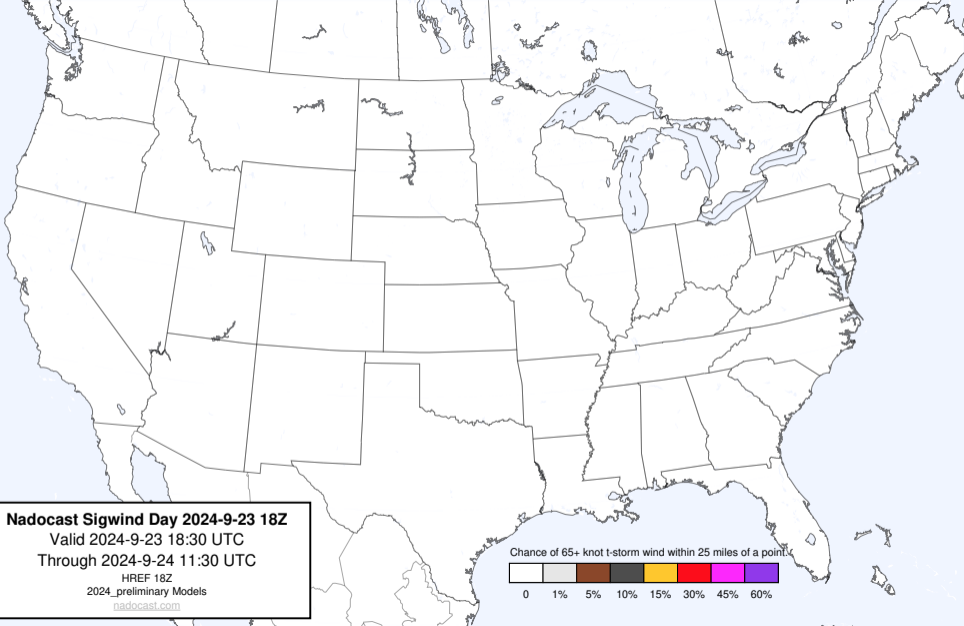 Nadocast Sigwind Day 2024-9-23 18Z
Valid 2024-9-23 18:30 UTC
Through 2024-9-24 11:30 UTC
HREF 18Z
2024_preliminary Models
nadocast.com
Chance of 65+ knot t-storm wind within 25 miles of a point.
0 1% 5% 10% 15% 30% 45% 60%